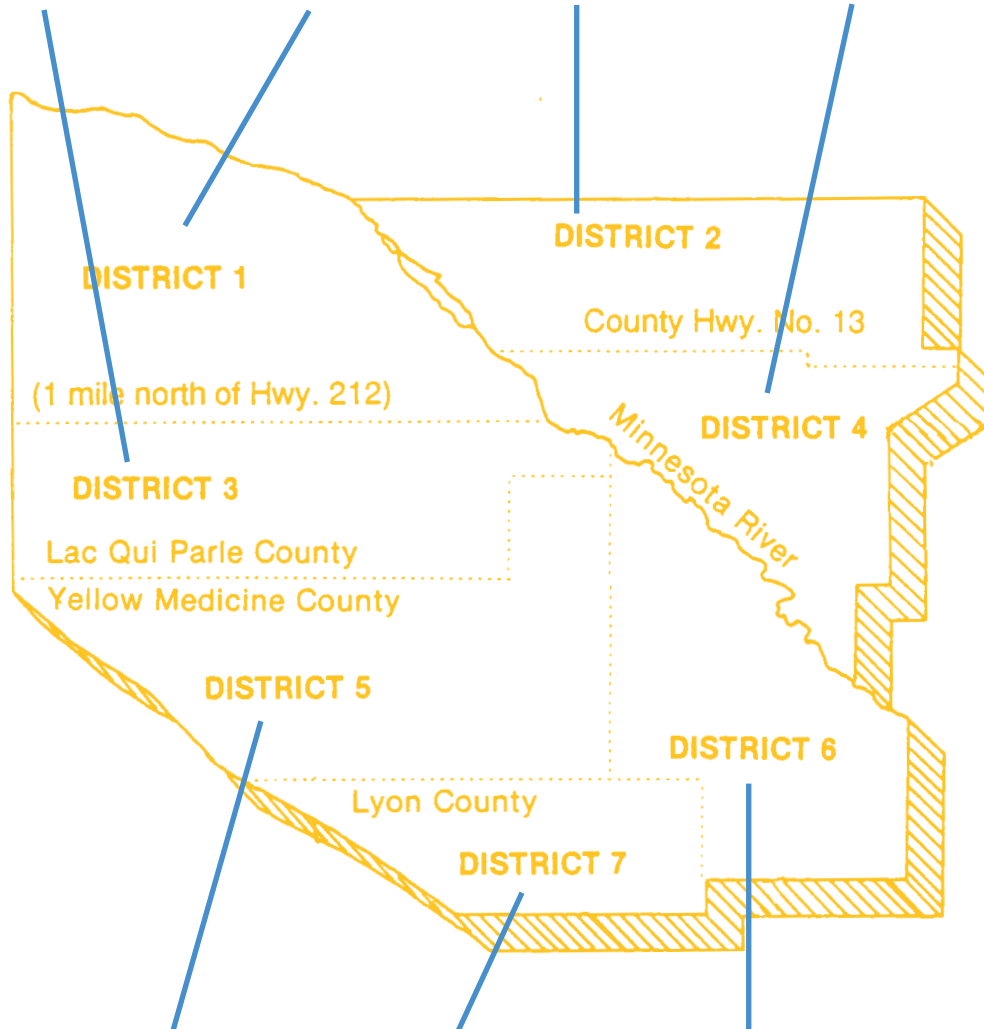 DISTRICT 2
DISTRICT 1
County Hwy. No. 13
(1 mile north of Hwy. 212)
Minnesota River
DISTRICT 4
DISTRICT 3
Lac Qui Parle County
Yellow Medicine County
DISTRICT 5
DISTRICT 6
Lyon County
DISTRICT 7